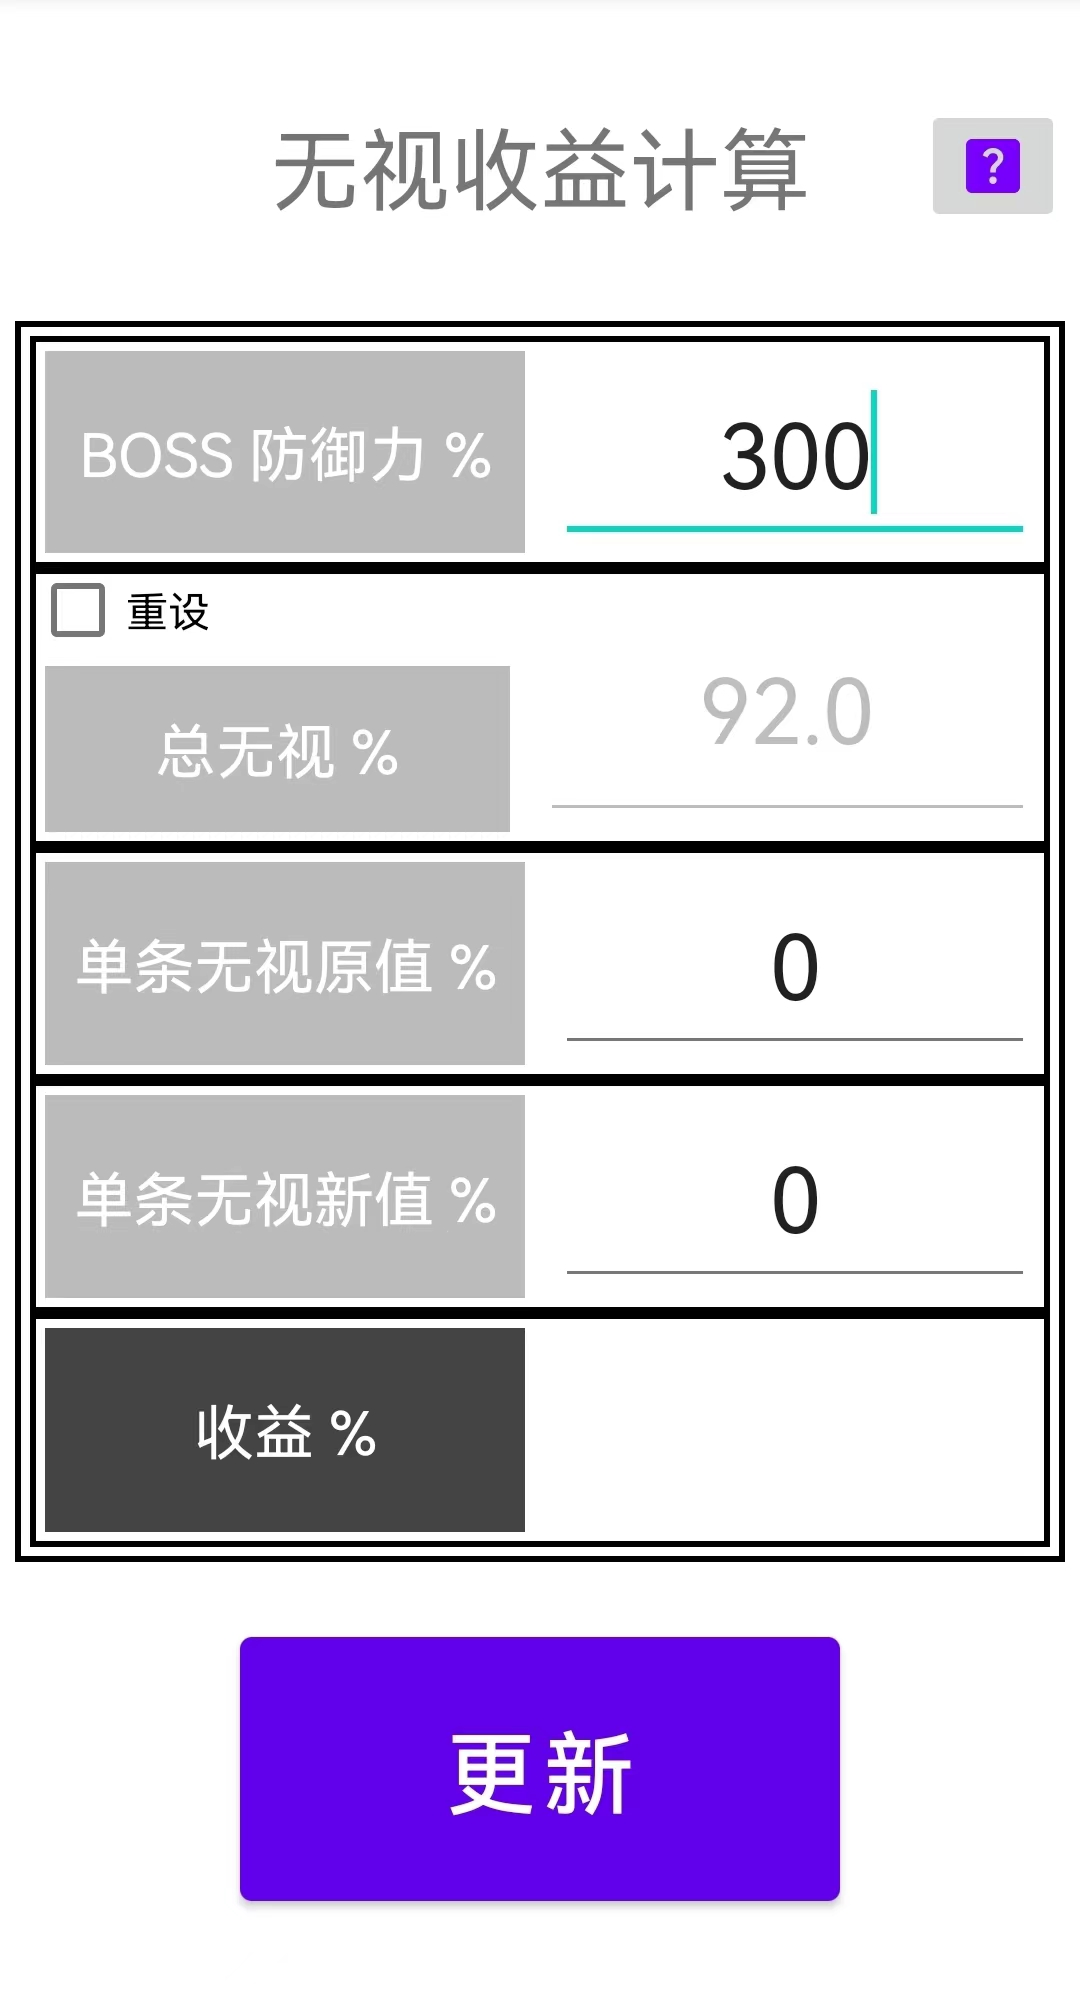 无视收益计算
?
BOSS 防御力 %
300
重设
总无视 %
92.0
单条无视原值 %
0
单条无视新值 %
0
收益 %
更新